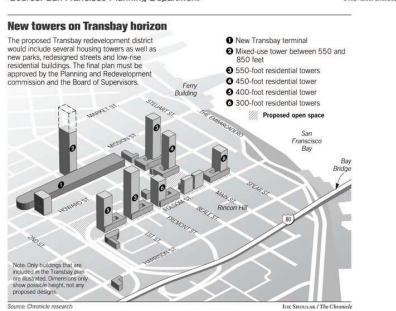 New towers on Transbay horizon
The proposed Transbay redevelopment district
would include several housing towers as well as
new parks, redesigned streets and low-rise
residential buildings. The final plan must be
approved by the Planning and Redevelopment
commission and the Board of Supervisors.
1 New Transbay terminal
2 Mixed-use tower between 550 and
850 feet
3 550-foot residential towers
4 450-foot residential towers
5 400-foot residential towers
6 300-foot residential towers
Proposed open space
Ferry
Building
MARKET ST.
STEUART ST.
THE EMBARCADERO
MISSION ST.
San
Francisco
Bay
Bay
Bridge
HOWARD ST.
FOLSOM ST.
MAIN ST.
SPEAR ST.
BEALE ST.
Rincon Hill
FREMONT ST.
1ST ST.
HARRISON ST.
2ND ST.
80
Note: Only buildings that are
included in the Transbay plan
are illustrated. Dimensions only
show possible height, not any
proposed designs.
Source: Chronicle research
JOE SHOULAK / The Chronicle